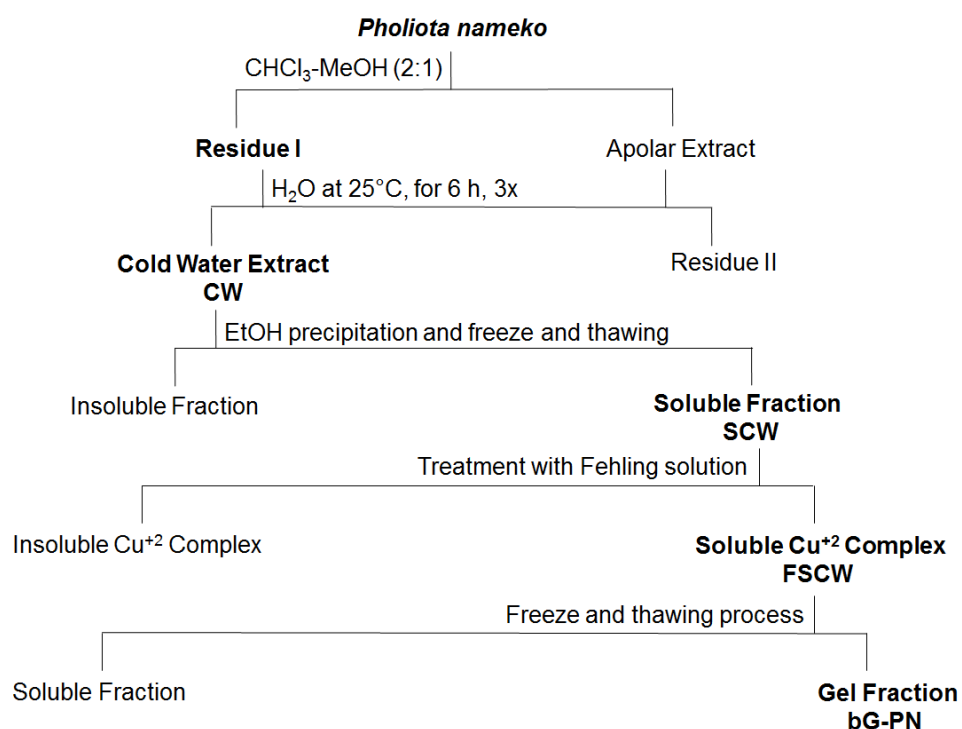 Pholiota nameko
CHCl₃-MeOH (2:1)
Residue I
Apolar Extract
H₂O at 25°C, for 6 h, 3x
Cold Water Extract
CW
Residue II
EtOH precipitation and freeze and thawing
Insoluble Fraction
Soluble Fraction
SCW
Treatment with Fehling solution
Insoluble Cu⁺² Complex
Soluble Cu⁺² Complex
FSCW
Freeze and thawing process
Soluble Fraction
Gel Fraction
bG-PN